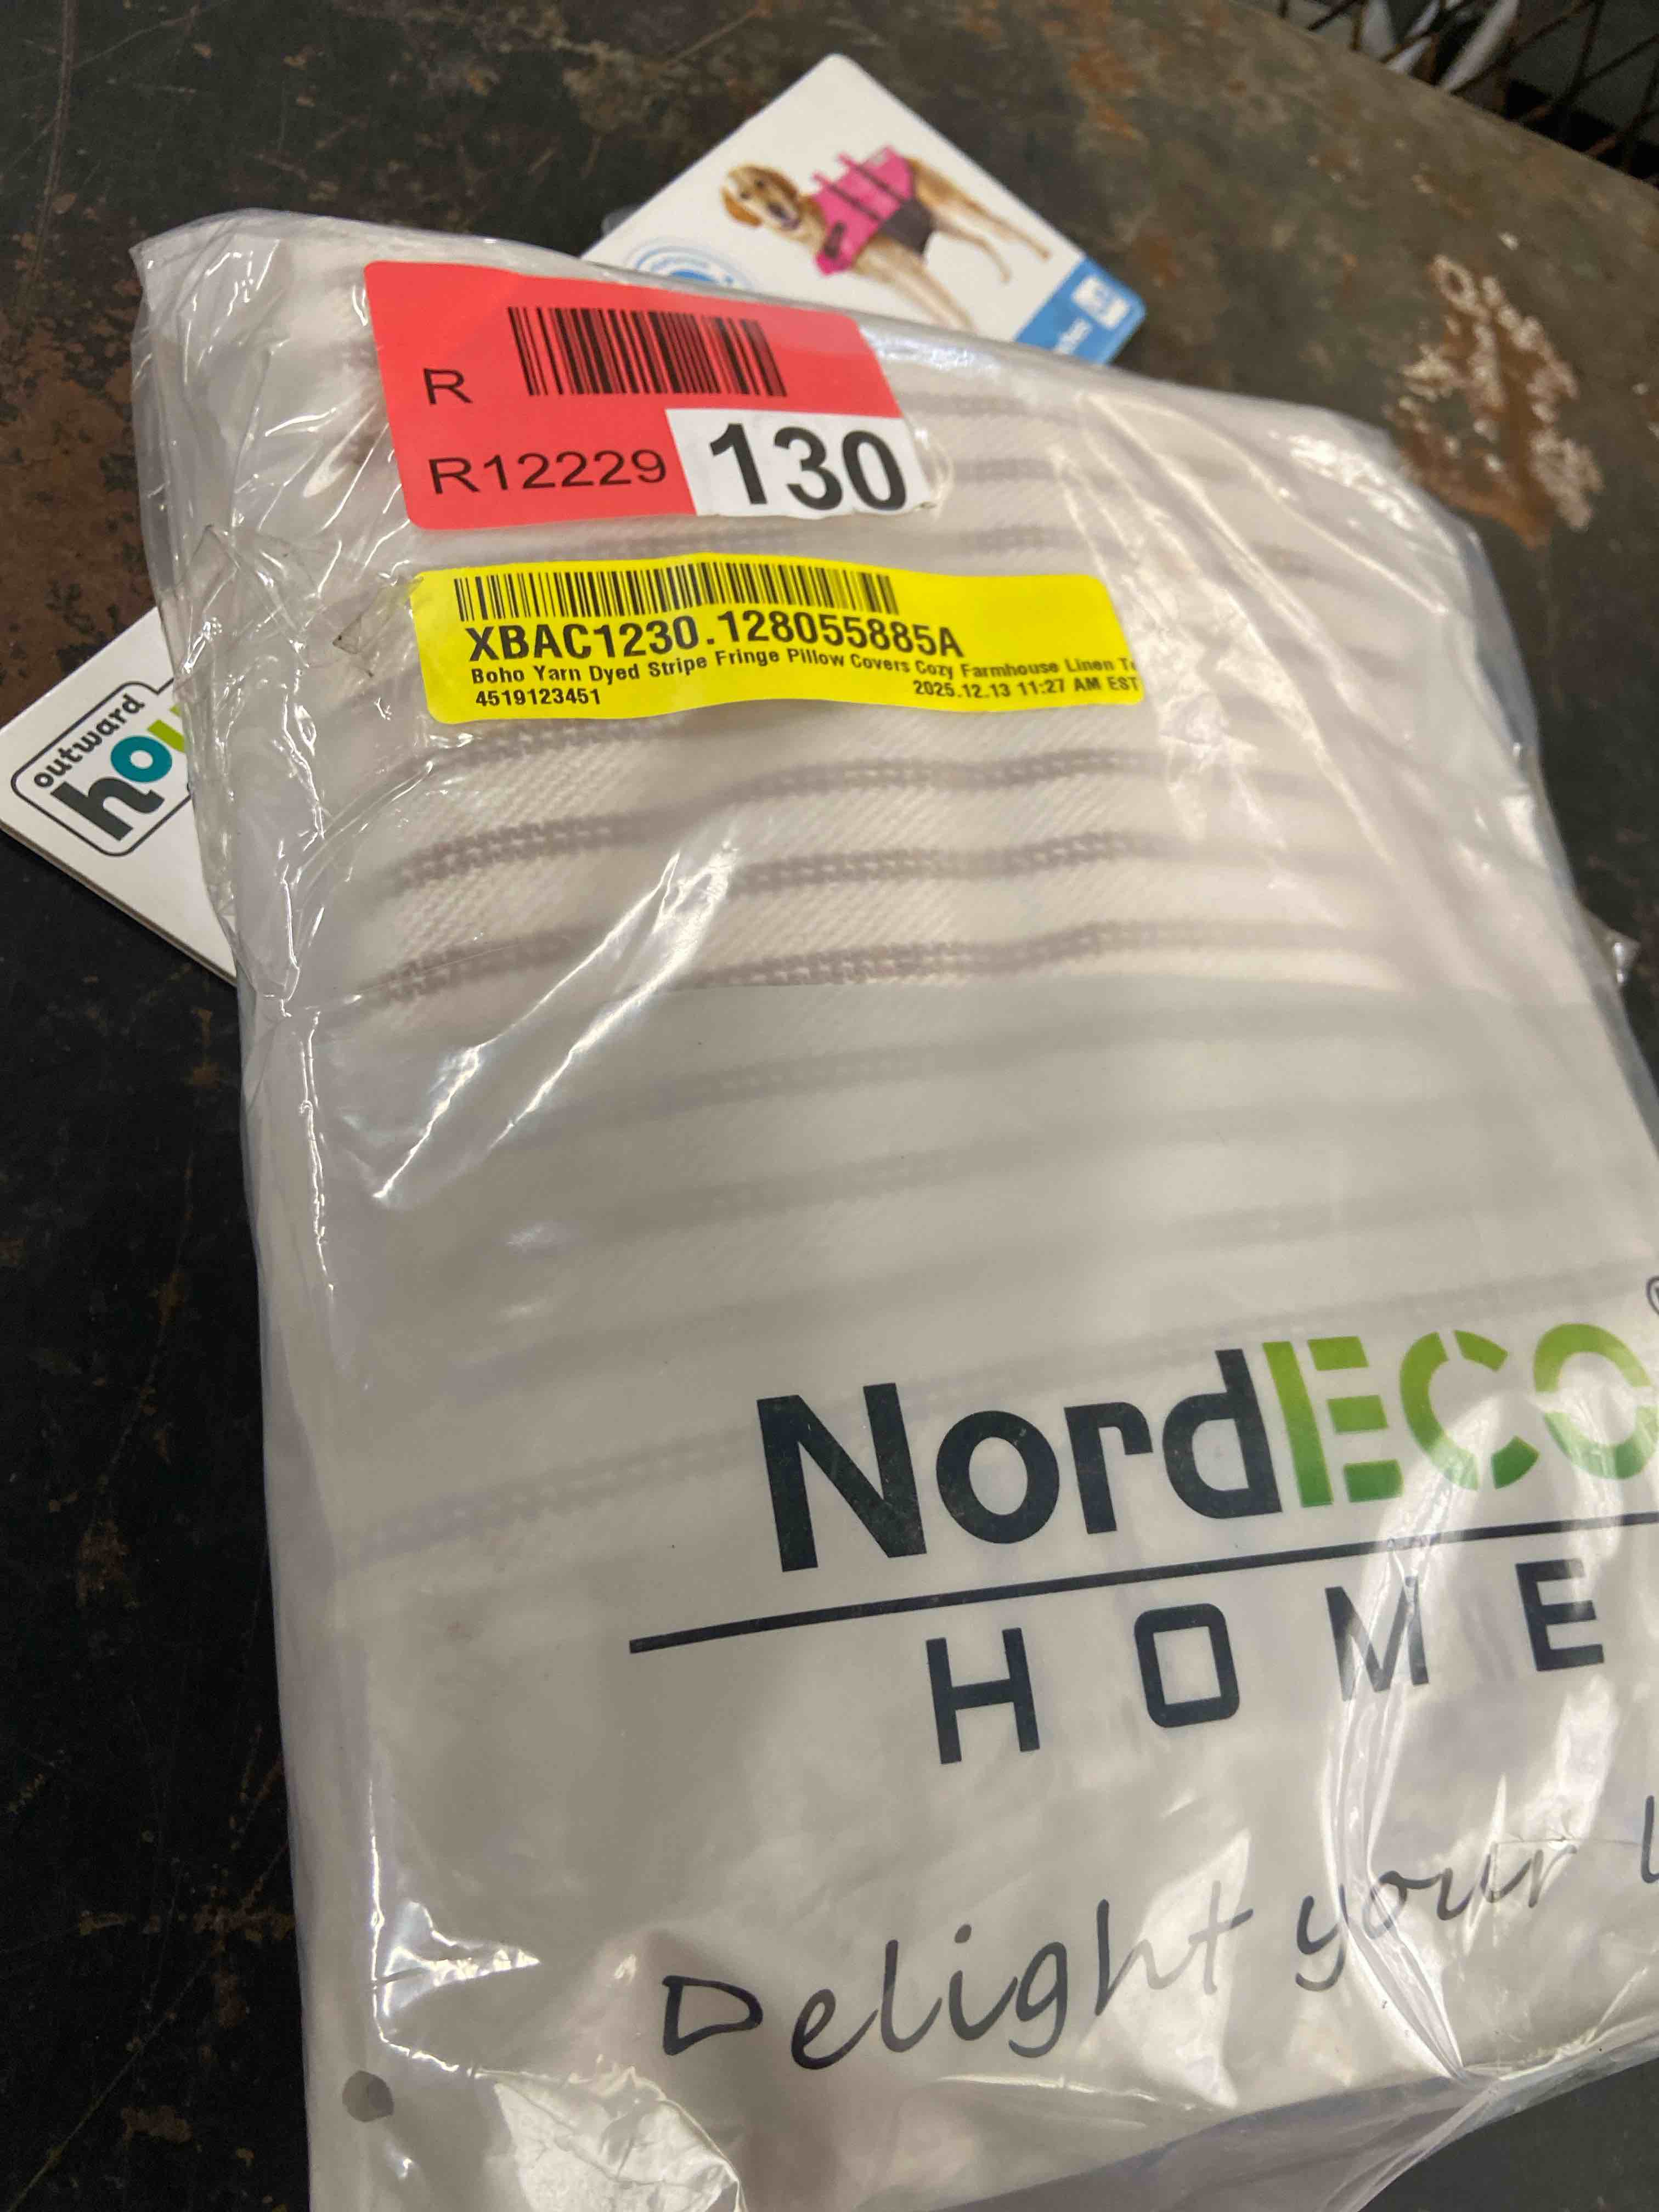 R
R12229
130
XBAC1230.128055885A
Boho Yarn Dyed Stripe Fringe Pillow Covers Cozy Farmhouse Linen T
4519123451
2025.12.13 11:27 AM EST
outward
NordECO
HOME
Delight your